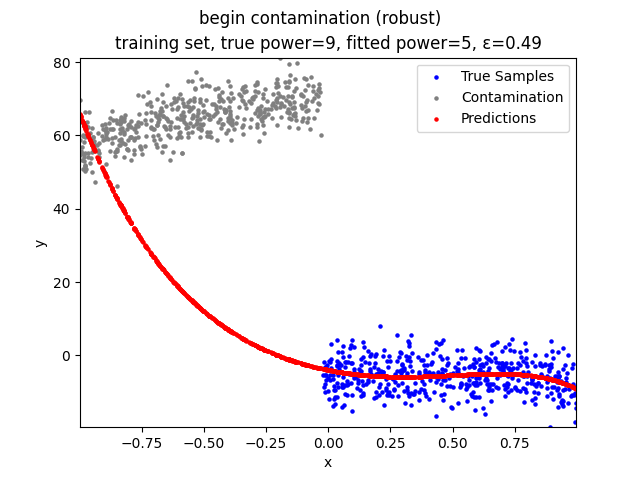 begin contamination (robust)
training set, true power=9, fitted power=5, ε=0.49
80
60
40
20
0
y
True Samples
Contamination
Predictions
−0.75 −0.50 −0.25 0.00 0.25 0.50 0.75
x